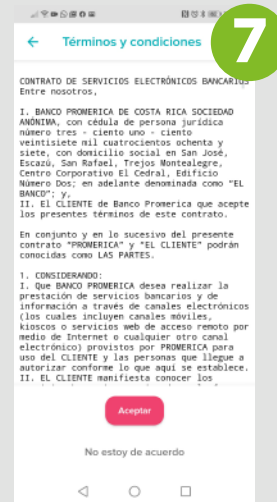 7
Términos y condiciones
CONTRATO DE SERVICIOS ELECTRÓNICOS BANCARIOS
Entre nosotros,
I. BANCO PROMERICA DE COSTA RICA SOCIEDAD
ANÓNIMA, con cédula de persona jurídica
número tres - ciento uno - ciento
veintisiete mil cuatrocientos ochenta y
siete, con domicilio social en San José,
Escazú, San Rafael, Trejos Montealegre,
Centro Corporativo El Cedral, Edificio
Número Dos; en adelante denominada como "EL
BANCO"; y,
II. El CLIENTE de Banco Promerica que acepte
los presentes términos de este contrato.
En conjunto y en lo sucesivo del presente
contrato "PROMERICA" y "EL CLIENTE" podrán
conocidas como LAS PARTES.
1. CONSIDERANDO:
I. Que BANCO PROMERICA desea realizar la
prestación de servicios bancarios y de
información a través de canales electrónicos
(los cuales incluyen canales móviles,
kioscos o servicios web de acceso remoto por
medio de Internet o cualquier otro canal
electrónico) provistos por PROMERICA para
uso del CLIENTE y las personas que llegue a
autorizar conforme lo que aquí se establece.
II. EL CLIENTE manifiesta conocer los
Aceptar
No estoy de acuerdo